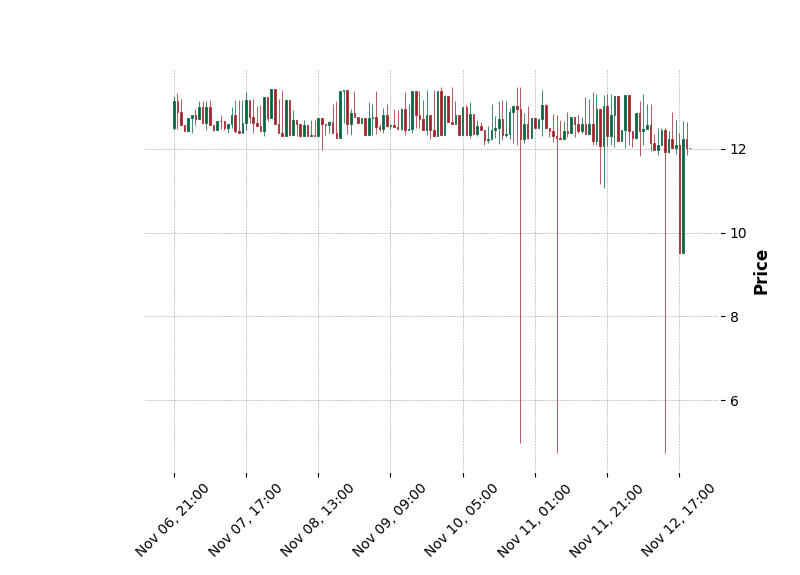 12
10
8
6
Price
Nov 06, 21:00
Nov 07, 17:00
Nov 08, 13:00
Nov 09, 09:00
Nov 10, 05:00
Nov 11, 01:00
Nov 11, 21:00
Nov 12, 17:00